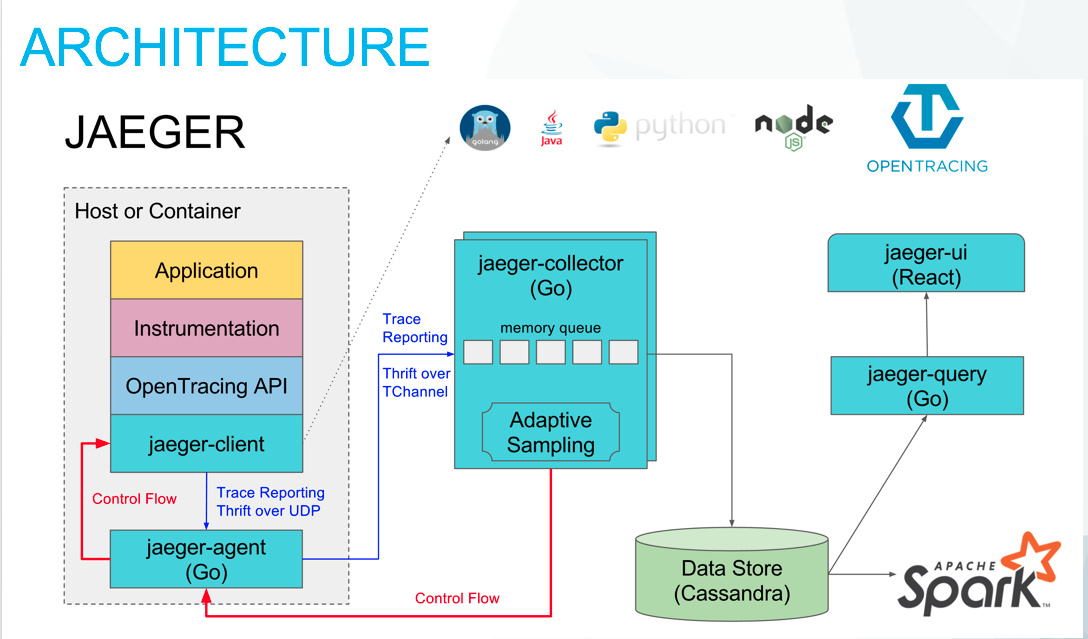 ARCHITECTURE
JAEGER
golang
Java
python
node
JS
OPENTRACING
Host or Container
Application
Instrumentation
OpenTracing API
jaeger-client
Control Flow
Trace Reporting
Thrift over UDP
jaeger-agent
(Go)
Trace
Reporting
Thrift over
TChannel
jaeger-collector
(Go)
memory queue
Adaptive
Sampling
Control Flow
jaeger-ui
(React)
jaeger-query
(Go)
Data Store
(Cassandra)
APACHE
Spark